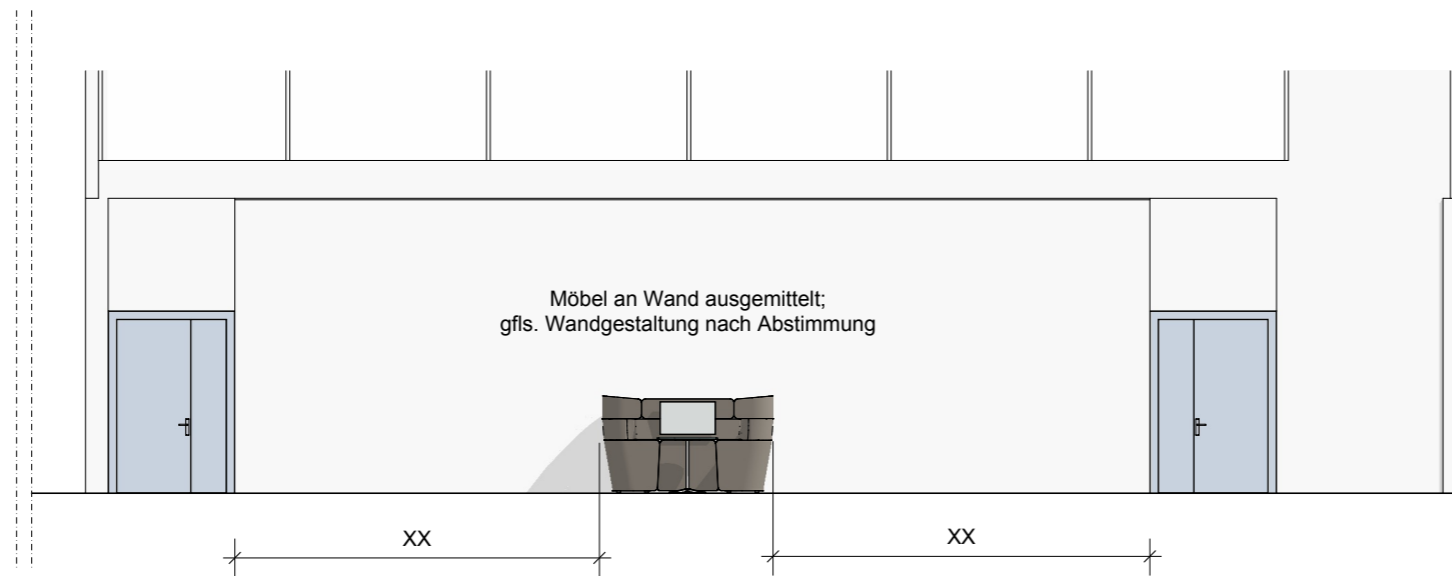 Möbel an Wand ausgemittelt;
gfls. Wandgestaltung nach Abstimmung
XX
XX